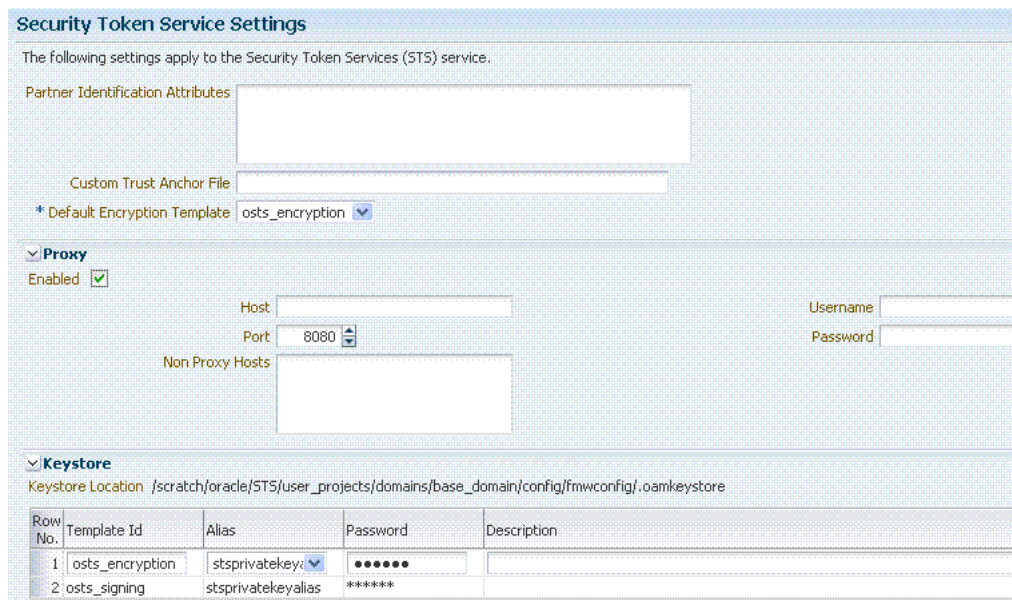 Security Token Service Settings
The following settings apply to the Security Token Services (STS) service.
Partner Identification Attributes
Custom Trust Anchor File
* Default Encryption Template osts_encryption
Proxy
Enabled
Host Username
Port 8080 Password
Non Proxy Hosts
Keystore
Keystore Location /scratch/oracle/STS/user_projects/domains/base_domain/config/fmwconfig/.oamkeystore
Row No. Template Id Alias Password Description
1 osts_encryption stsprivatekeya ••••••
2 osts_signing stsprivatekeyalias ******